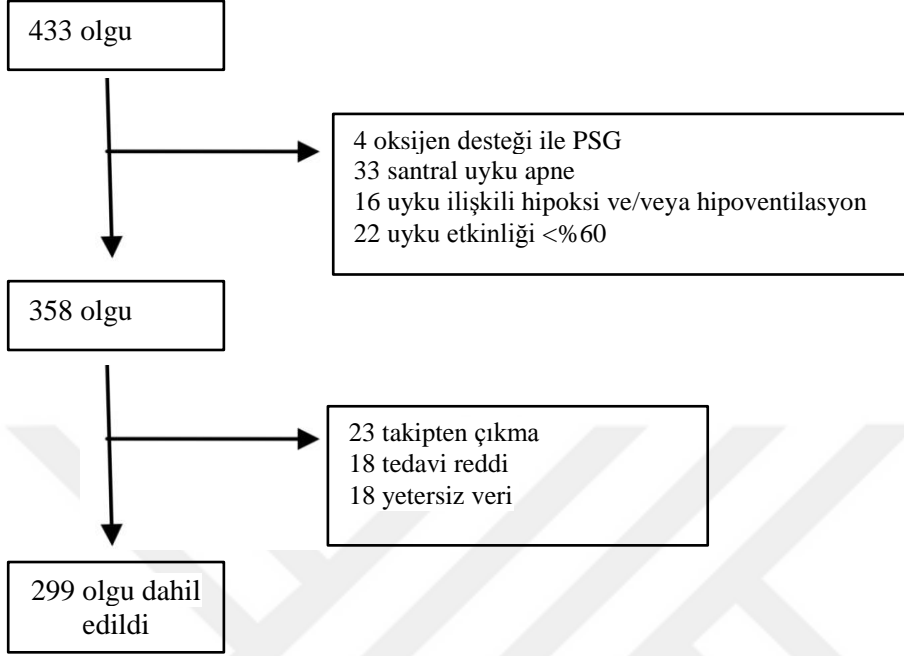 433 olgu
4 oksijen desteği ile PSG
33 santral uyku apne
16 uyku ilişkili hipoksi ve/veya hipoventilasyon
22 uyku etkinliği <%60
358 olgu
23 takipten çıkma
18 tedavi reddi
18 yetersiz veri
299 olgu dahil
edildi